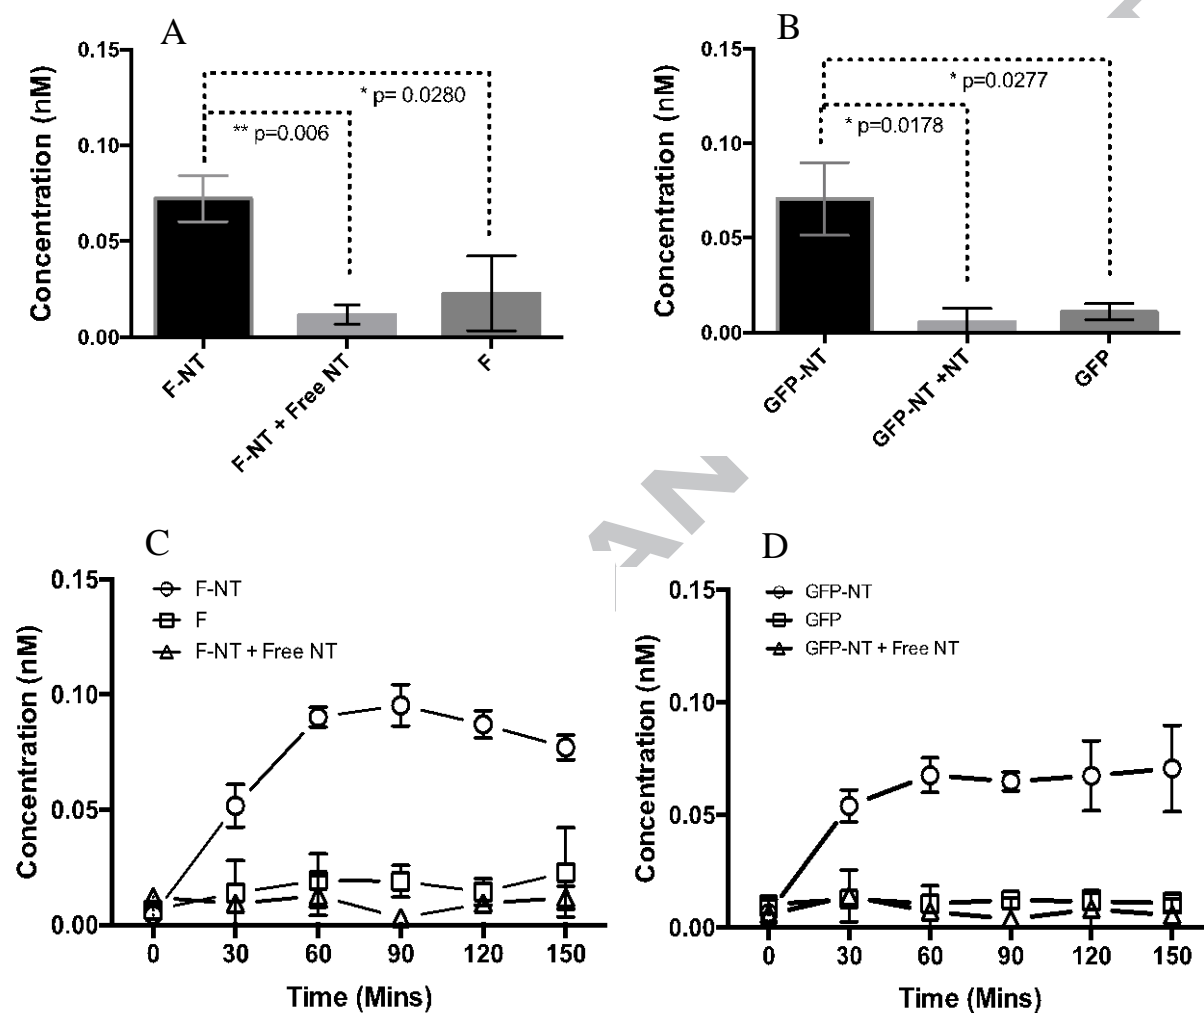 A
0.15
0.10
0.05
0.00
Concentration (nM)
* p= 0.0280
** p=0.006
F-NT
F-NT + Free NT
F
B
0.15
0.10
0.05
0.00
Concentration (nM)
* p=0.0277
* p=0.0178
GFP-NT
GFP-NT +NT
GFP
AN
C
0.15
0.10
0.05
0.00
Concentration (nM)
F-NT
F
F-NT + Free NT
0 30 60 90 120 150
Time (Mins)
D
0.15
0.10
0.05
0.00
Concentration (nM)
GFP-NT
GFP
GFP-NT + Free NT
0 30 60 90 120 150
Time (Mins)